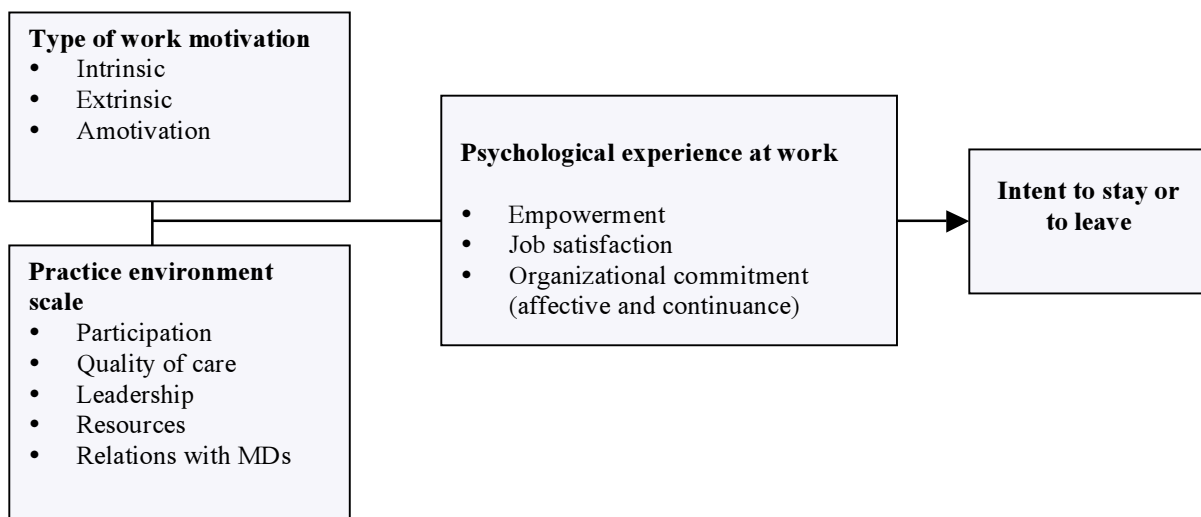 Type of work motivation
• Intrinsic
• Extrinsic
• Amotivation
Practice environment
scale
• Participation
• Quality of care
• Leadership
• Resources
• Relations with MDs
Psychological experience at work
• Empowerment
• Job satisfaction
• Organizational commitment
(affective and continuance)
Intent to stay or
to leave